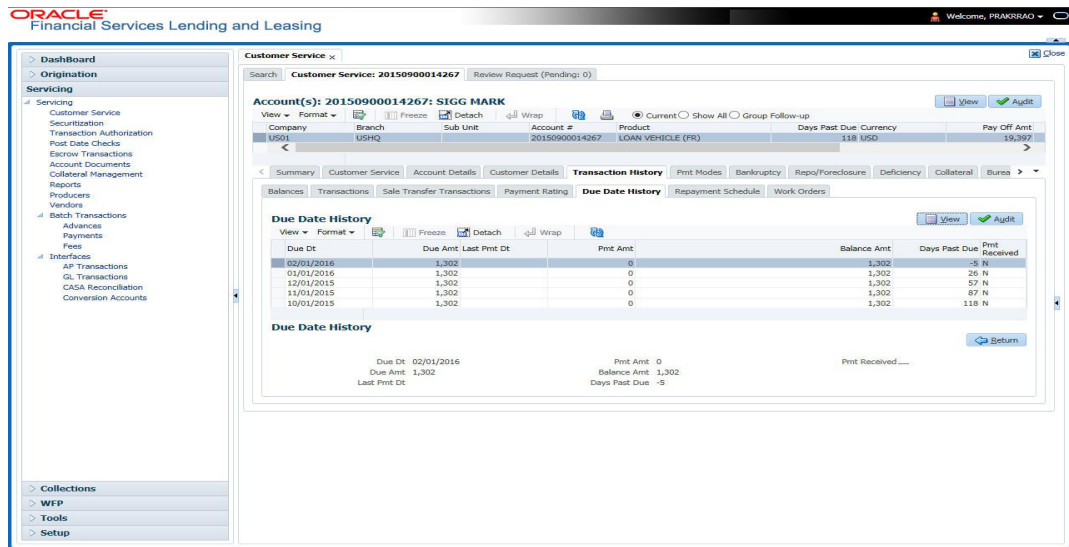 ORACLE®
Financial Services Lending and Leasing
Welcome, PRAKRRAO
Close
DashBoard
Origination
Servicing
Servicing
Customer Service
Securitization
Transaction Authorization
Post Date Checks
Escrow Transactions
Account Documents
Collateral Management
Reports
Producers
Vendors
Batch Transactions
Advances
Payments
Fees
Interfaces
AP Transactions
GL Transactions
CASA Reconciliation
Conversion Accounts
Collections
WFP
Tools
Setup
Customer Service x
Search Customer Service: 20150900014267 Review Request (Pending: 0)
Account(s): 20150900014267: SIGG MARK
View Audit
View Format Freeze Detach Wrap Current Show All Group Follow-up
Company Branch Sub Unit Account # Product Days Past Due Currency Pay Off Amt
US01 USHQ 20150900014267 LOAN VEHICLE (FR) 118 USD 19,397
Summary Customer Service Account Details Customer Details Transaction History Pmt Modes Bankruptcy Repo/Foreclosure Deficiency Collateral Burea
Balances Transactions Sale Transfer Transactions Payment Rating Due Date History Repayment Schedule Work Orders
Due Date History
View Audit
View Format Freeze Detach Wrap
Due Dt Due Amt Last Pmt Dt Pmt Amt Balance Amt Days Past Due Pmt Received
02/01/2016 1,302 0 1,302 -5 N
01/01/2016 1,302 0 1,302 26 N
12/01/2015 1,302 0 1,302 57 N
11/01/2015 1,302 0 1,302 87 N
10/01/2015 1,302 0 1,302 118 N
Due Date History
Return
Due Dt 02/01/2016 Pmt Amt 0 Pmt Received
Due Amt 1,302 Balance Amt 1,302
Last Pmt Dt Days Past Due -5